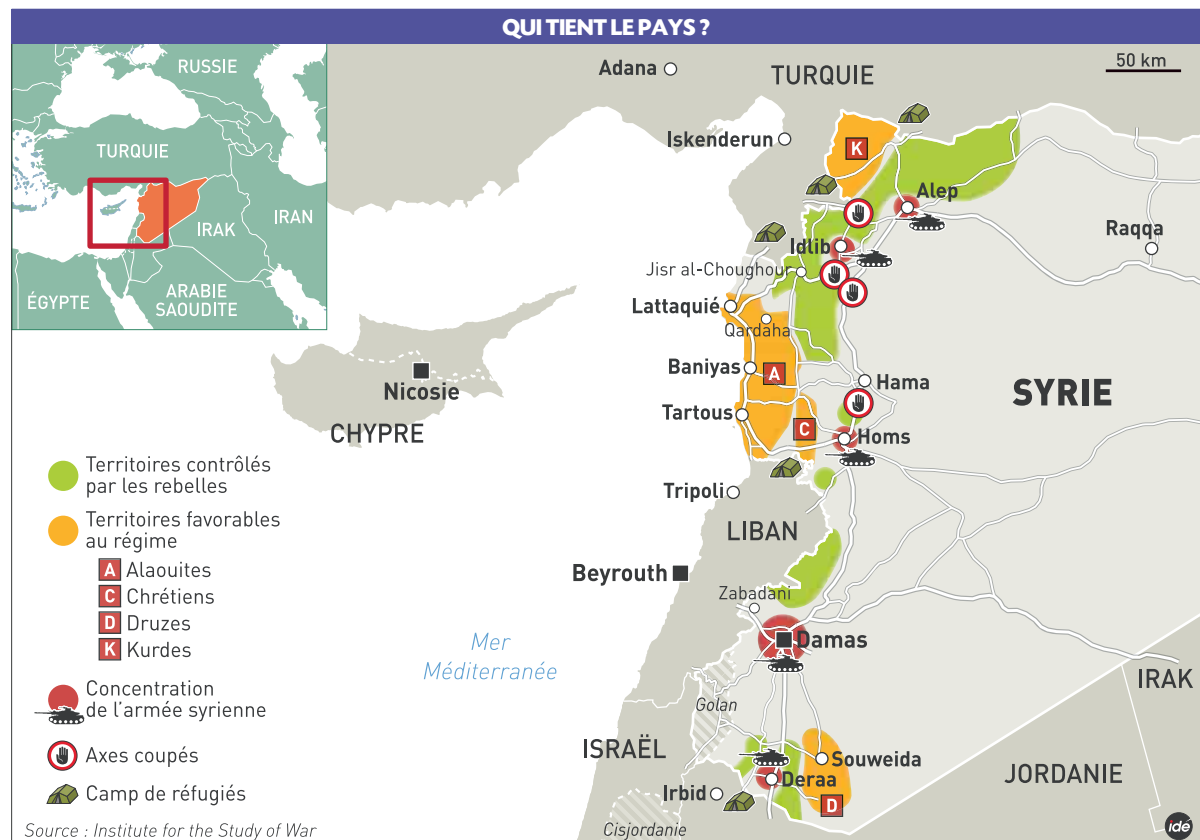 QUI TIENT LE PAYS ?
RUSSIE
TURQUIE
IRAK
IRAN
ÉGYPTE
ARABIE
SAOUDITE
50 km
Adana
TURQUIE
Iskenderun
K
Alep
Raqqa
Idlib
Jisr al-Choughour
Lattaquié
Qardaha
Baniyas
A
Hama
SYRIE
Nicosie
CHYPRE
Tartous
C
Homs
Tripoli
LIBAN
Beyrouth
Zabadani
Damas
Mer
Méditerranée
IRAK
Golan
ISRAËL
Souweida
Deraa
JORDANIE
Irbid
D
Cisjordanie
Territoires contrôlés
par les rebelles
Territoires favorables
au régime
A Alaouites
C Chrétiens
D Druzes
K Kurdes
Concentration
de l'armée syrienne
Axes coupés
Camp de réfugiés
Source : Institute for the Study of War
idé